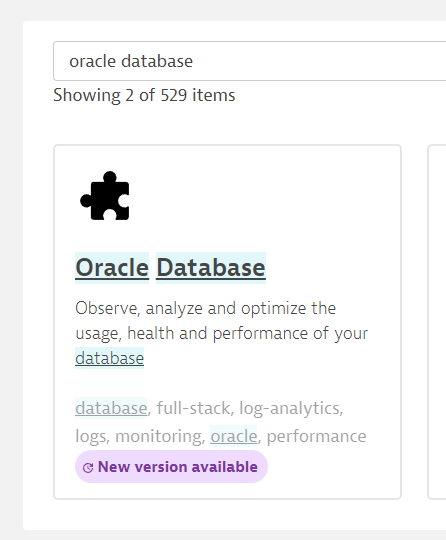 oracle database
Showing 2 of 529 items
Oracle Database
Observe, analyze and optimize the
usage, health and performance of your
database
database, full-stack, log-analytics,
logs, monitoring, oracle, performance
New version available